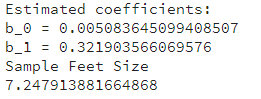 Estimated coefficients:
b_0 = 0.005083645099408507
b_1 = 0.321903566069576
Sample Feet Size
7.247913881664868